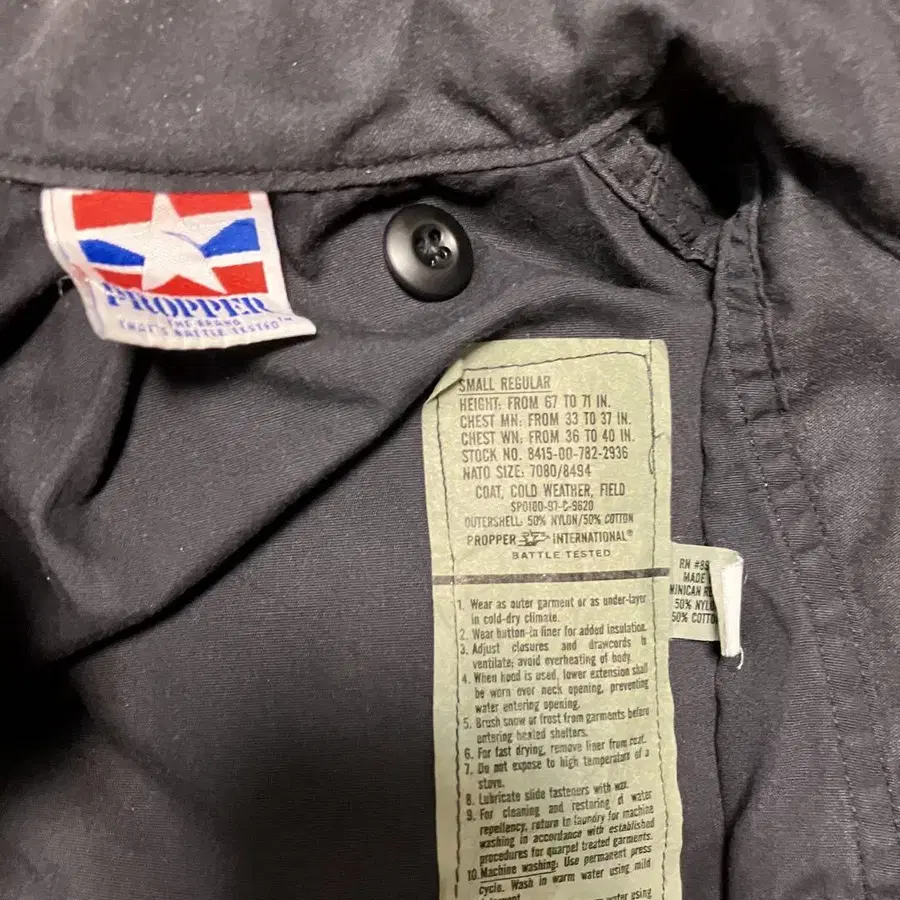 PROPPER
THE BRAND
THAT'S BATTLE TESTED™
SMALL REGULAR
HEIGHT: FROM 67 TO 71 IN.
CHEST MN: FROM 33 TO 37 IN.
CHEST WN: FROM 36 TO 40 IN.
STOCK NO. 8415-00-782-2936
NATO SIZE: 7080/8494
COAT, COLD WEATHER, FIELD
SPO100-97-C-9620
OUTERSHELL: 50% NYLON/50% COTTON
PROPPER INTERNATIONAL®
BATTLE TESTED
1. Wear as outer garment or as under-layer
in cold-dry climate.
2. Wear button-in liner for added insulation.
3. Adjust closures and drawcords to
ventilate; avoid overheating of body.
4. When hood is used, lower extension shall
be worn over neck opening, preventing
water entering opening.
5. Brush snow or frost from garments before
entering heated shelters.
6. For fast drying, remove liner from coat.
7. Do not expose to high temperature of a
stove.
8. Lubricate slide fasteners with wax.
9. For cleaning and restoring of water
repellency, return to laundry for machine
washing in accordance with established
procedures for quarpel treated garments.
10. Machine washing: Use permanent press
cycle. Wash in warm water using mild
RN #
MADE
50% NYL
50% COTTO